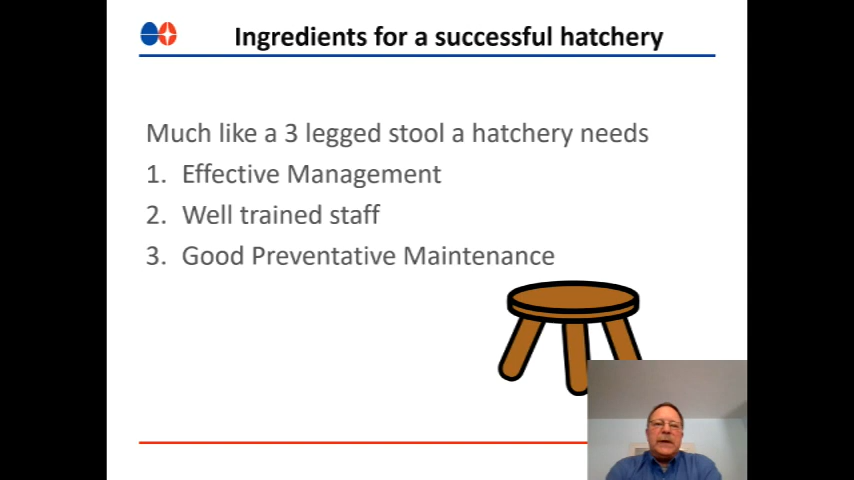 Ingredients for a successful hatchery
Much like a 3 legged stool a hatchery needs
1. Effective Management
2. Well trained staff
3. Good Preventative Maintenance